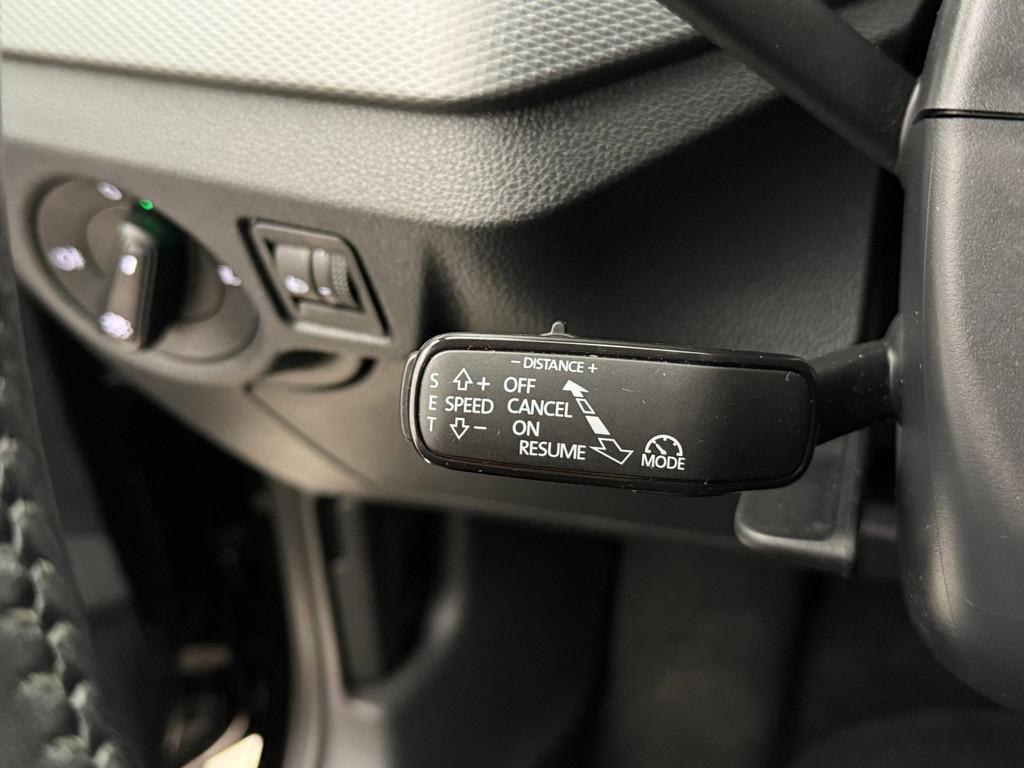 − DISTANCE +
S + OFF
E SPEED CANCEL
T − ON
RESUME
MODE